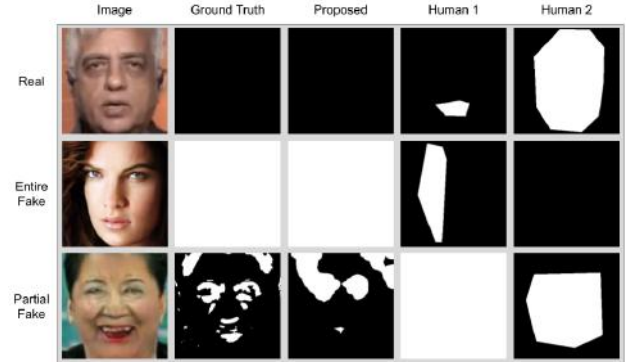 Image Ground Truth Proposed Human 1 Human 2
Real
Entire
Fake
Partial
Fake